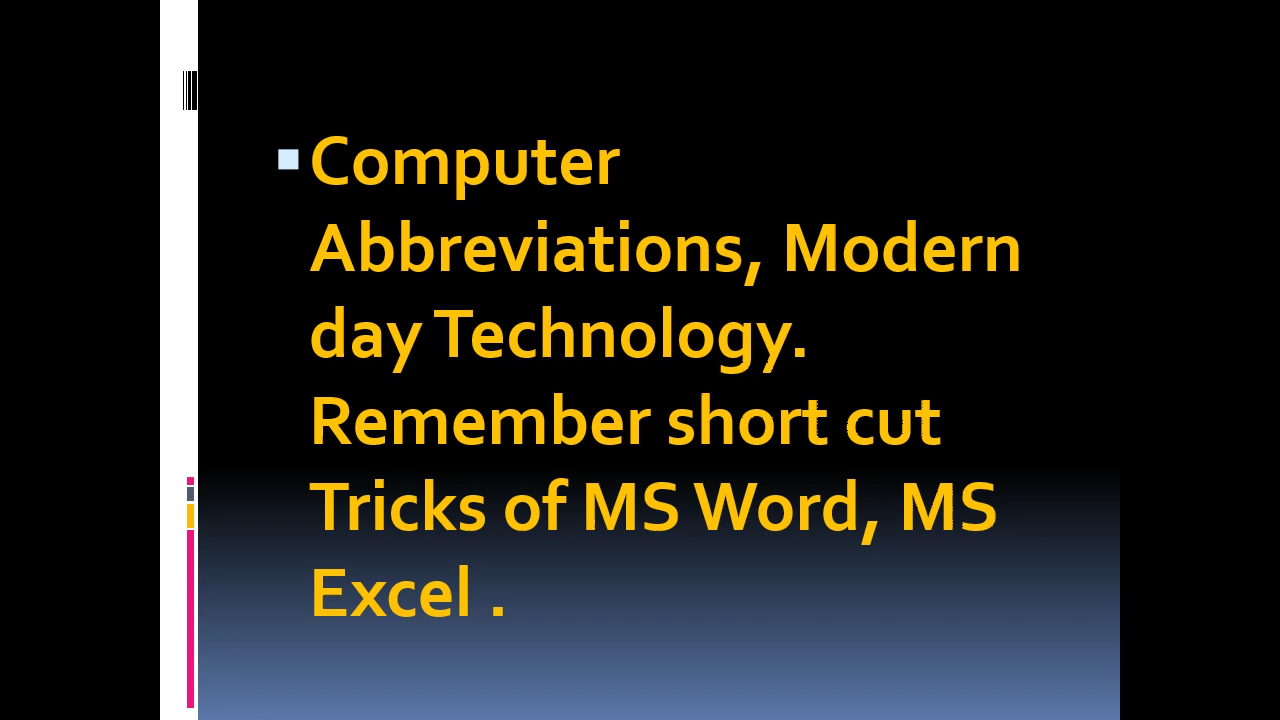 Computer
Abbreviations, Modern
day Technology.
Remember short cut
Tricks of MS Word, MS
Excel .